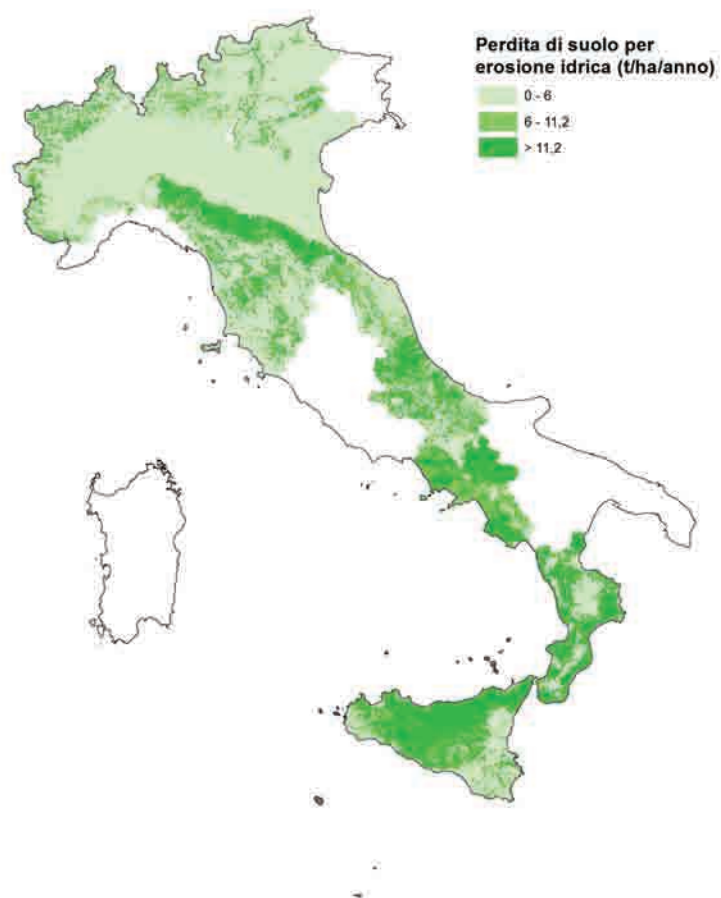 Perdita di suolo per
erosione idrica (t/ha/anno)
0 - 6
6 - 11,2
> 11,2